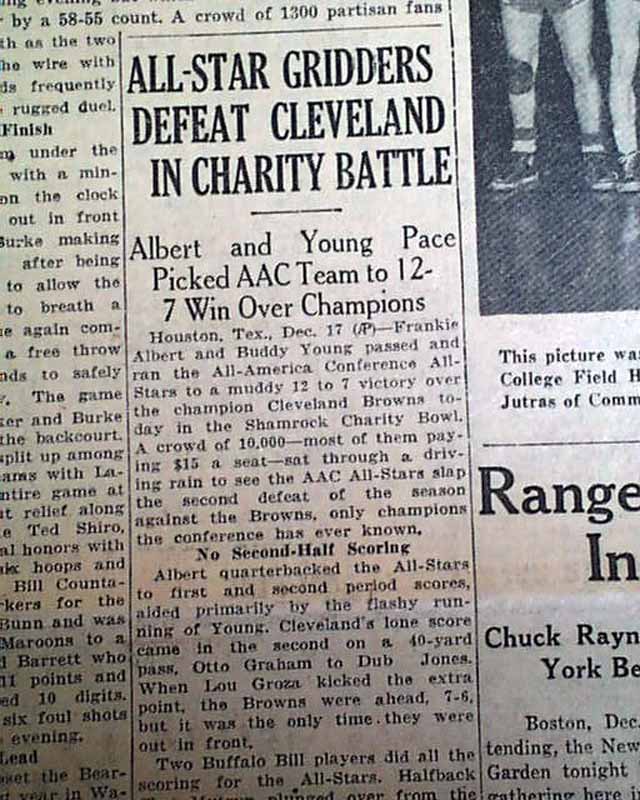 by a 58-55 count. A crowd of 1300 partisan fans
th as the two
he wire with
ds frequently
rugged duel.
Finish
under the
with a min-
on the clock
out in front
Burke making
after being
to allow the
to breath a
e again com-
a free throw
nds to safely
The game
ker and Burke
the backcourt.
split up among
eams with La-
ntire game at
t relief along
e Ted Shiro,
al honors with
six hoops and
Bill Counta-
kers for the
Bunn and was
Maroons to a
d Barrett who
11 points and
ed 10 digits.
six foul shots
evening.
Lead
set the Bear-
t year in Wa-
ALL-STAR GRIDDERS
DEFEAT CLEVELAND
IN CHARITY BATTLE
Albert and Young Pace
Picked AAC Team to 12-
7 Win Over Champions
Houston, Tex., Dec. 17 (AP)—Frankie
Albert and Buddy Young passed and
ran the All-America Conference All-
Stars to a muddy 12 to 7 victory over
the champion Cleveland Browns to-
day in the Shamrock Charity Bowl.
A crowd of 10,000—most of them pay-
ing $15 a seat—sat through a driv-
ing rain to see the AAC All-Stars slap
the second defeat of the season
against the Browns, only champions
the conference has ever known.
No Second-Half Scoring
Albert quarterbacked the All-Stars
to first and second period scores,
aided primarily by the flashy run-
ning of Young. Cleveland's lone score
came in the second on a 40-yard
pass, Otto Graham to Dub Jones.
When Lou Groza kicked the extra
point, the Browns were ahead, 7-6,
but it was the only time they were
out in front.
Two Buffalo Bill players did all the
scoring for the All-Stars. Halfback
plunged over from the
This picture wa
College Field H
Jutras of Comm
Range
In
Chuck Rayn
York Be
Boston, Dec.
tending, the New
Garden tonight
gathering here i